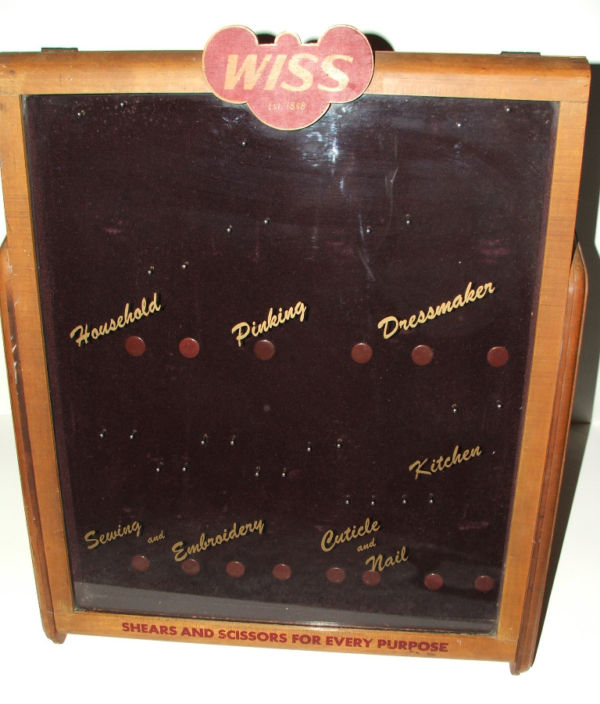 WISS
Est. 1848
Household
Pinking
Dressmaker
Kitchen
Sewing and Embroidery
Cuticle
and
Nail
SHEARS AND SCISSORS FOR EVERY PURPOSE